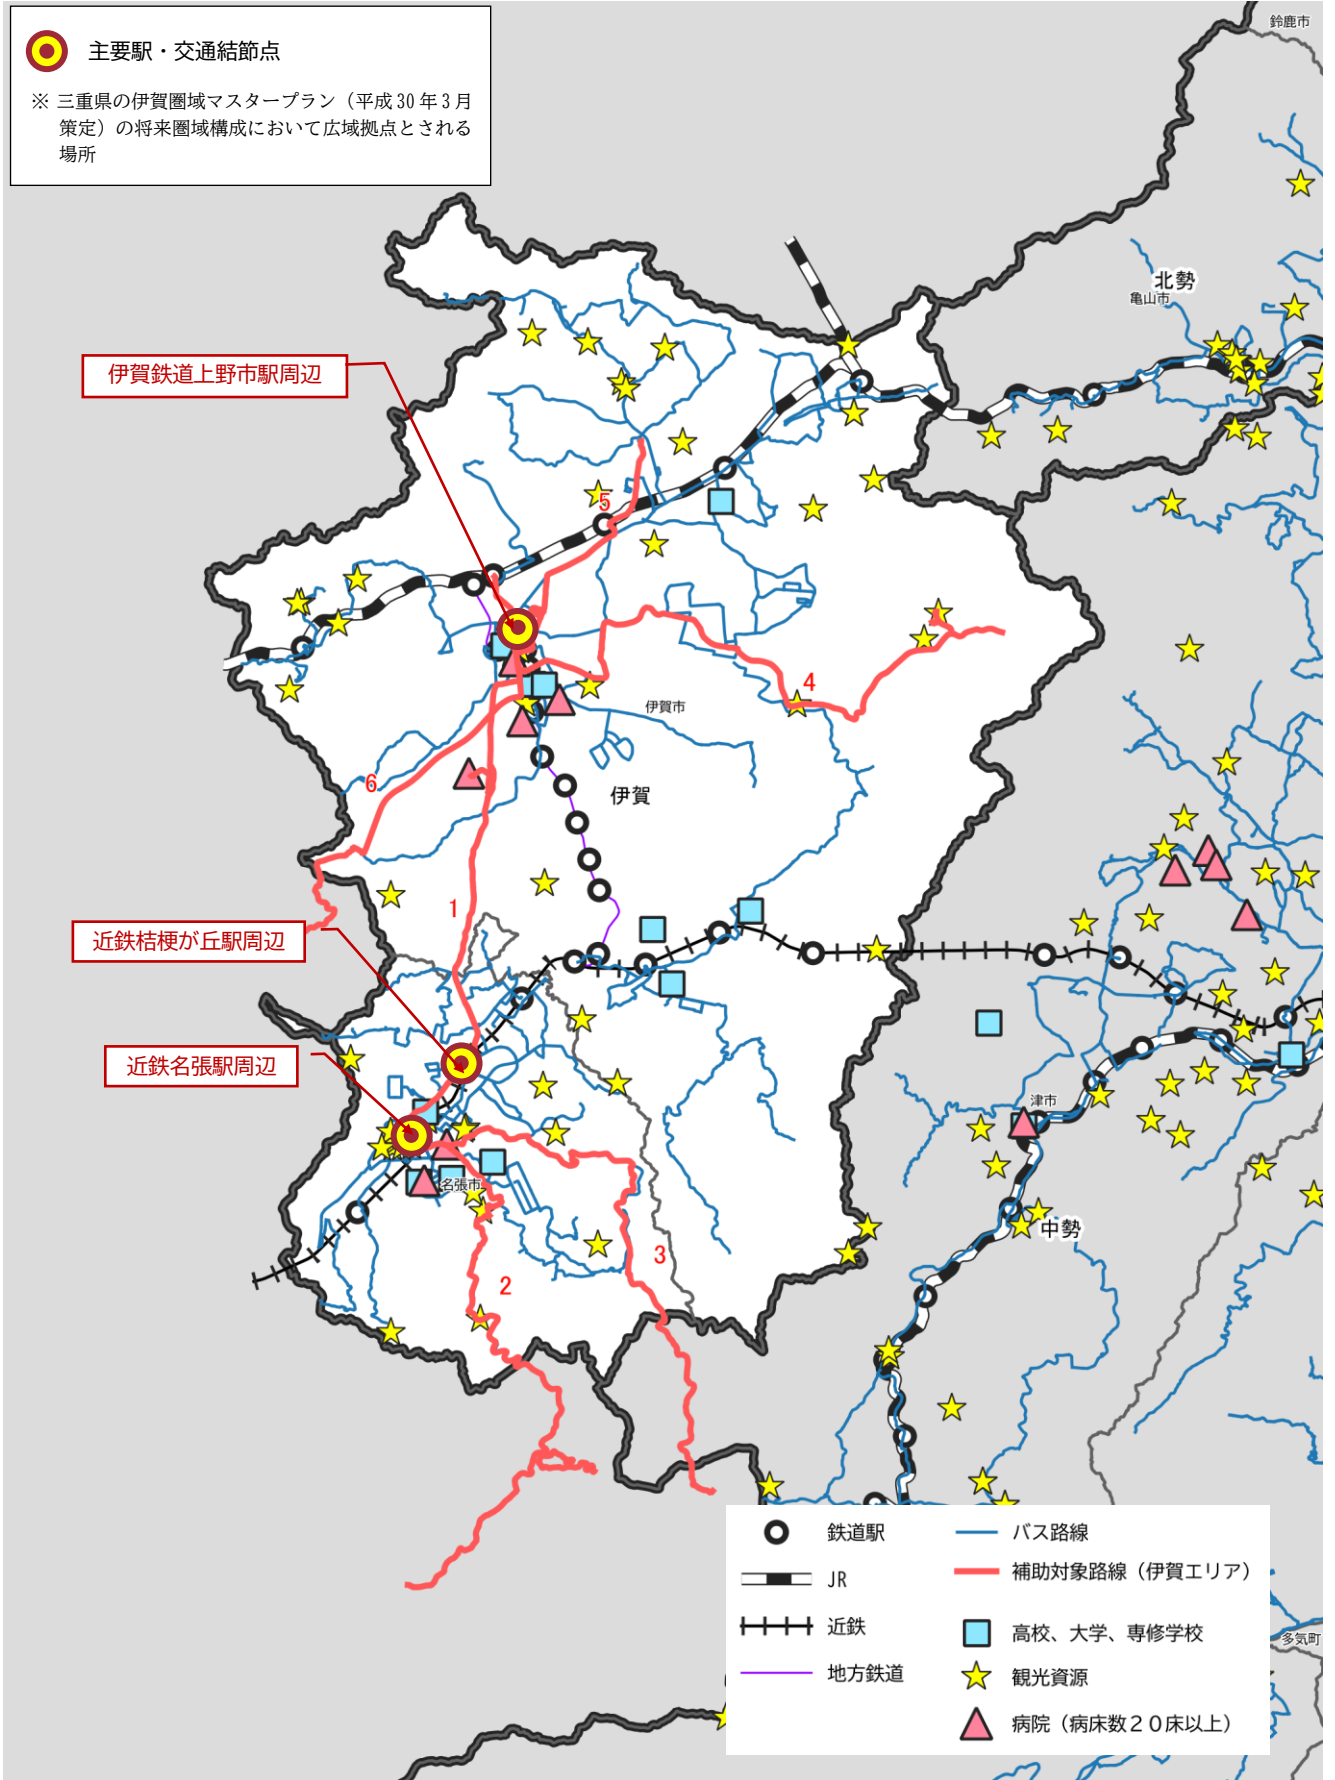 主要駅・交通結節点
※ 三重県の伊賀圏域マスタープラン（平成30年3月
策定）の将来圏域構成において広域拠点とされる
場所
鈴鹿市
北勢
亀山市
伊賀鉄道上野市駅周辺
5
4
伊賀市
6
伊賀
1
近鉄桔梗が丘駅周辺
近鉄名張駅周辺
津市
名張市
中勢
3
2
鉄道駅
JR
近鉄
地方鉄道
バス路線
補助対象路線（伊賀エリア）
高校、大学、専修学校
観光資源
病院（病床数２０床以上）
多気町